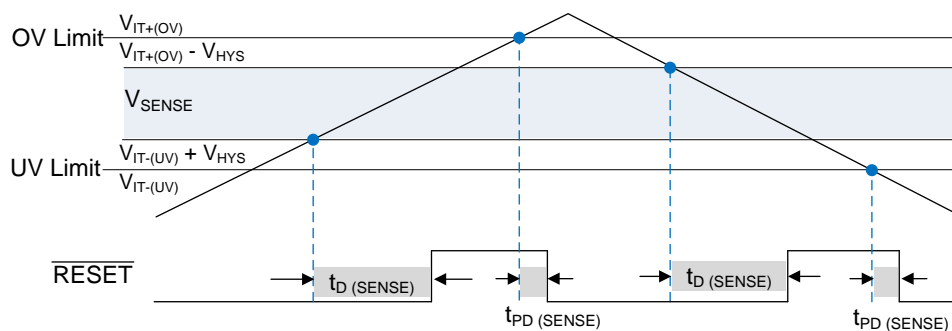 OV Limit
V_IT+(OV)
V_IT+(OV) - V_HYS
V_SENSE
V_IT-(UV) + V_HYS
UV Limit
V_IT-(UV)
RESET
t_D (SENSE)
t_PD (SENSE)
t_D (SENSE)
t_PD (SENSE)